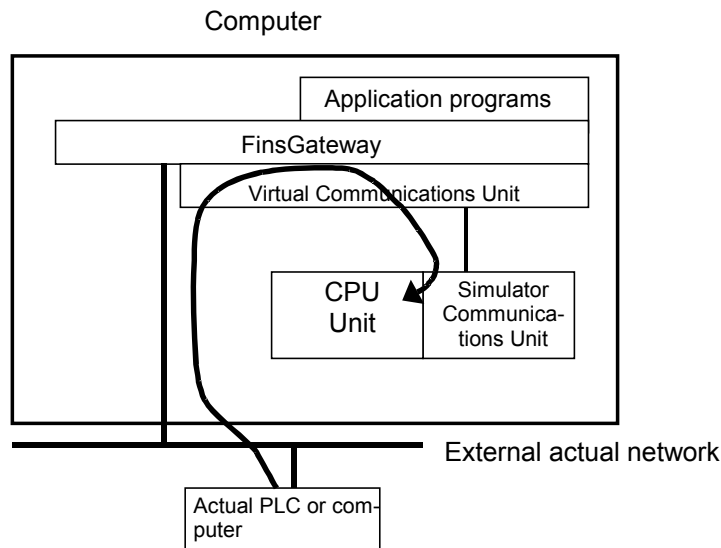 Computer
Application programs
FinsGateway
Virtual Communications Unit
CPU
Unit
Simulator
Communica-
tions Unit
External actual network
Actual PLC or com-
puter